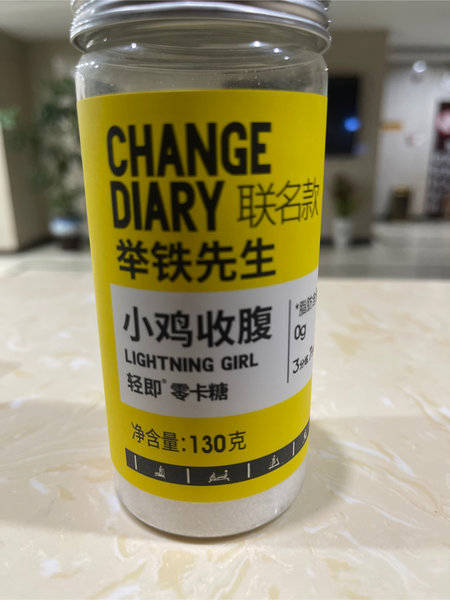 CHANGE
DIARY 联名款
举铁先生
小鸡收腹
LIGHTNING GIRL
轻即® 零卡糖
净含量:130克
0g